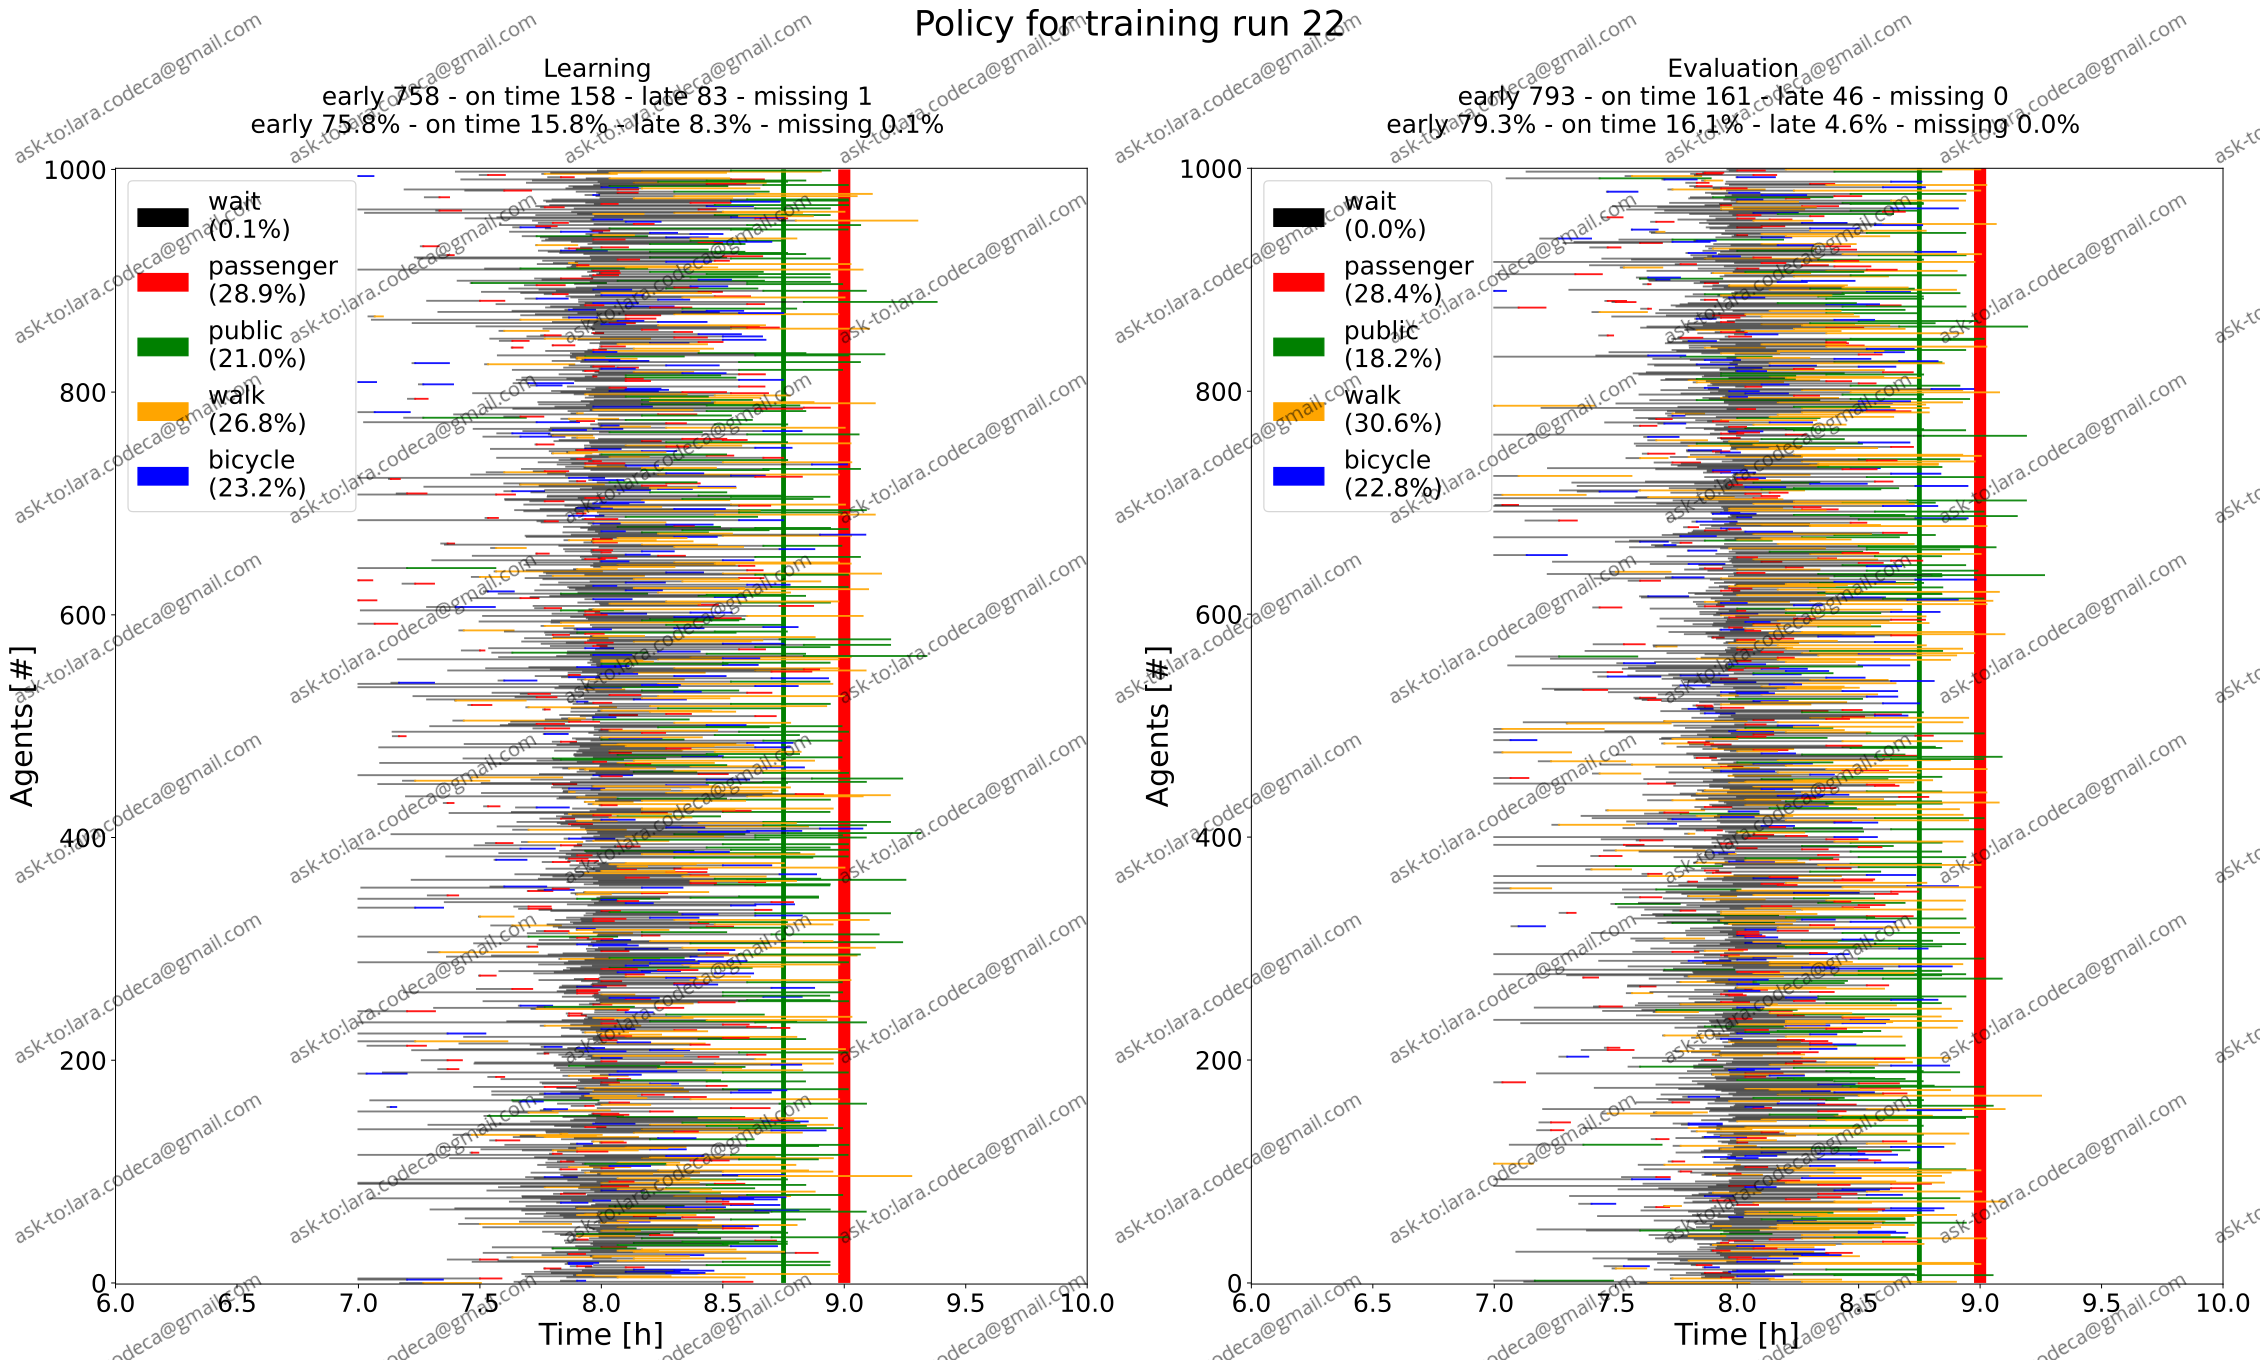 Policy for training run 22
Learning
early 758 - on time 158 - late 83 - missing 1
early 75.8% - on time 15.8% - late 8.3% - missing 0.1%
1000
800
600
400
200
0
Agents [#]
wait
(0.1%)
passenger
(28.9%)
public
(21.0%)
walk
(26.8%)
bicycle
(23.2%)
6.0 6.5 7.0 7.5 8.0 8.5 9.0 9.5 10.0
Time [h]
Evaluation
early 793 - on time 161 - late 46 - missing 0
early 79.3% - on time 16.1% - late 4.6% - missing 0.0%
1000
800
600
400
200
0
Agents [#]
wait
(0.0%)
passenger
(28.4%)
public
(18.2%)
walk
(30.6%)
bicycle
(22.8%)
6.0 6.5 7.0 7.5 8.0 8.5 9.0 9.5 10.0
Time [h]
ask-to:lara.codeca@gmail.com